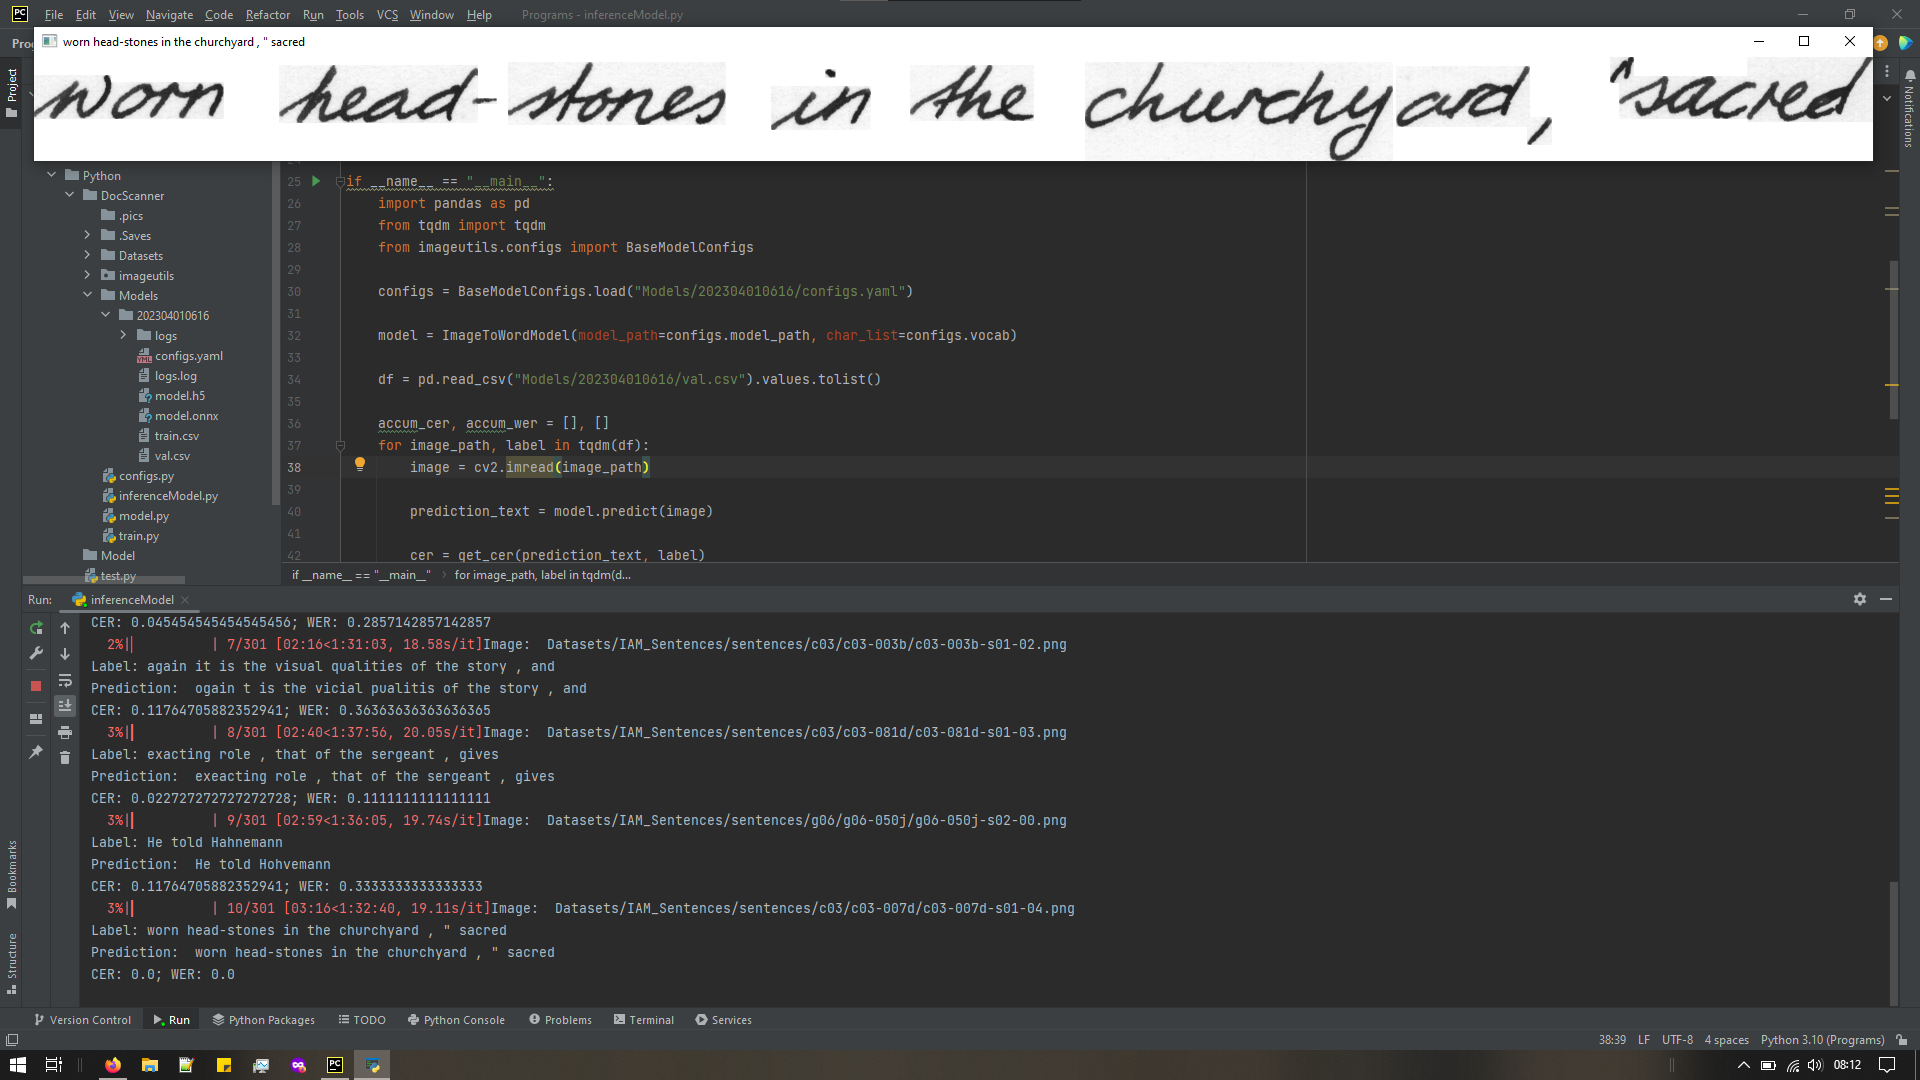 File Edit View Navigate Code Refactor Run Tools VCS Window Help Programs - inferenceModel.py
worn head-stones in the churchyard , " sacred
worn head-stones in the churchyard, "sacred
Project
Notifications
Python
DocScanner
.pics
.Saves
Datasets
imageutils
Models
202304010616
logs
configs.yaml
logs.log
model.h5
model.onnx
train.csv
val.csv
configs.py
inferenceModel.py
model.py
train.py
Model
test.py
25 if __name__ == "__main__":
26 import pandas as pd
27 from tqdm import tqdm
28 from imageutils.configs import BaseModelConfigs
29
30 configs = BaseModelConfigs.load("Models/202304010616/configs.yaml")
31
32 model = ImageToWordModel(model_path=configs.model_path, char_list=configs.vocab)
33
34 df = pd.read_csv("Models/202304010616/val.csv").values.tolist()
35
36 accum_cer, accum_wer = [], []
37 for image_path, label in tqdm(df):
38 image = cv2.imread(image_path)
39
40 prediction_text = model.predict(image)
41
42 cer = get_cer(prediction_text, label)
if __name__ == "__main__" › for image_path, label in tqdm(d...
Run: inferenceModel
CER: 0.045454545454545456; WER: 0.2857142857142857
2%| | 7/301 [02:16<1:31:03, 18.58s/it]Image: Datasets/IAM_Sentences/sentences/c03/c03-003b/c03-003b-s01-02.png
Label: again it is the visual qualities of the story , and
Prediction: ogain t is the vicial pualitis of the story , and
CER: 0.11764705882352941; WER: 0.36363636363636365
3%| | 8/301 [02:40<1:37:56, 20.05s/it]Image: Datasets/IAM_Sentences/sentences/c03/c03-081d/c03-081d-s01-03.png
Label: exacting role , that of the sergeant , gives
Prediction: exeacting role , that of the sergeant , gives
CER: 0.022727272727272728; WER: 0.1111111111111111
3%| | 9/301 [02:59<1:36:05, 19.74s/it]Image: Datasets/IAM_Sentences/sentences/g06/g06-050j/g06-050j-s02-00.png
Label: He told Hahnemann
Prediction: He told Hohvemann
CER: 0.11764705882352941; WER: 0.3333333333333333
3%| | 10/301 [03:16<1:32:40, 19.11s/it]Image: Datasets/IAM_Sentences/sentences/c03/c03-007d/c03-007d-s01-04.png
Label: worn head-stones in the churchyard , " sacred
Prediction: worn head-stones in the churchyard , " sacred
CER: 0.0; WER: 0.0
Bookmarks
Structure
Version Control Run Python Packages TODO Python Console Problems Terminal Services
38:39 LF UTF-8 4 spaces Python 3.10 (Programs)
08:12